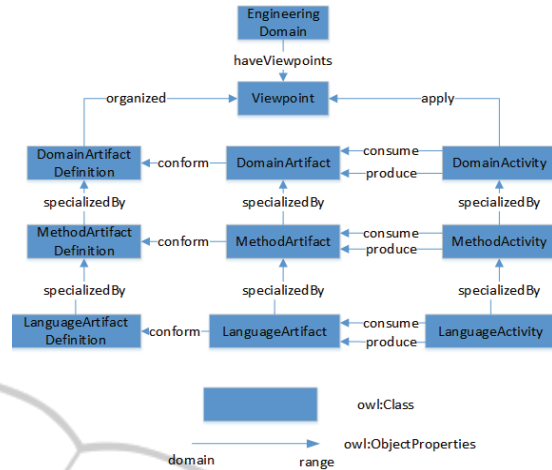 Engineering
Domain
haveViewpoints
organized
Viewpoint
apply
DomainArtifact
Definition
conform
DomainArtifact
consume
produce
DomainActivity
specializedBy
specializedBy
specializedBy
MethodArtifact
Definition
conform
MethodArtifact
consume
produce
MethodActivity
specializedBy
specializedBy
specializedBy
LanguageArtifact
Definition
conform
LanguageArtifact
consume
produce
LanguageActivity
owl:Class
owl:ObjectProperties
domain
range